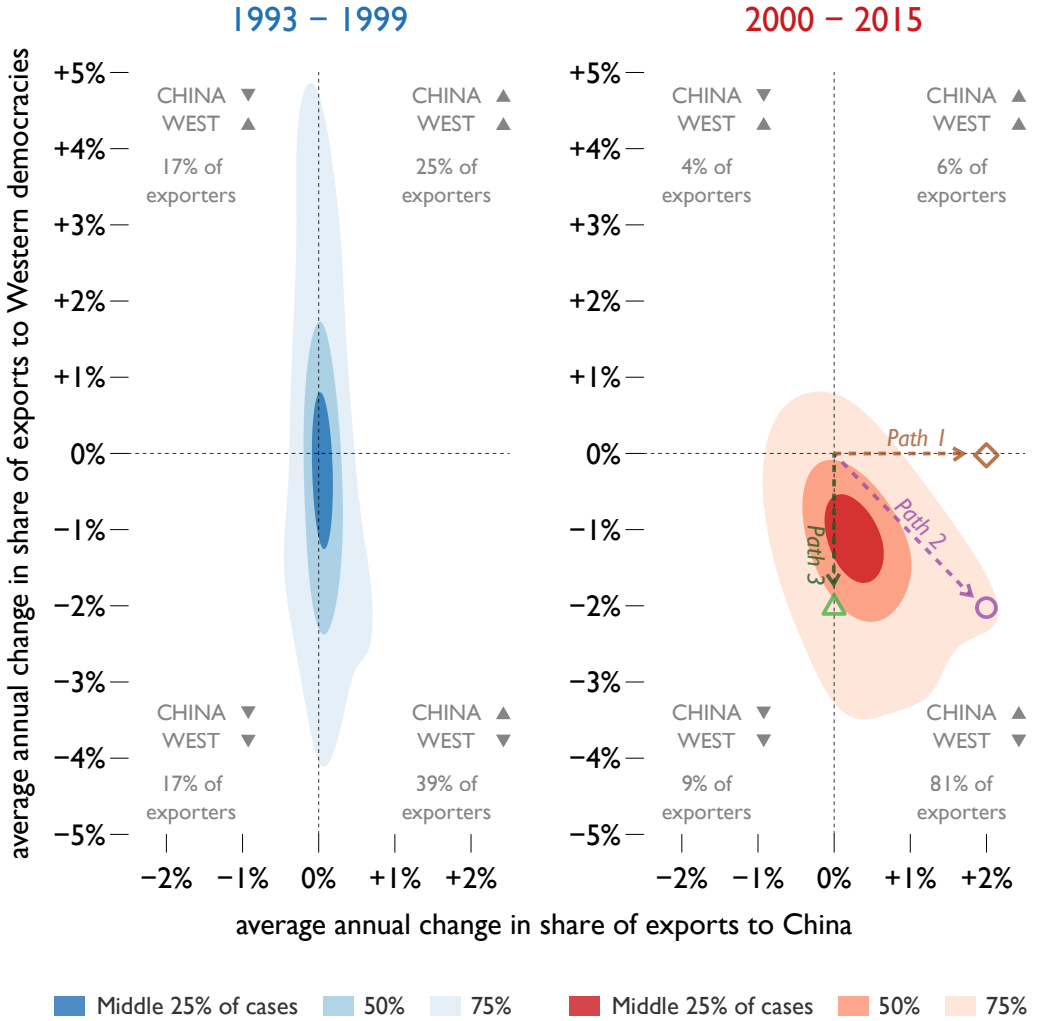 1993 – 1999
2000 – 2015
average annual change in share of exports to Western democracies
+5%
+4%
+3%
+2%
+1%
0%
−1%
−2%
−3%
−4%
−5%
CHINA ▼
WEST ▲
17% of
exporters
CHINA ▲
WEST ▲
25% of
exporters
CHINA ▼
WEST ▼
17% of
exporters
CHINA ▲
WEST ▼
39% of
exporters
−2% −1% 0% +1% +2%
+5%
+4%
+3%
+2%
+1%
0%
−1%
−2%
−3%
−4%
−5%
CHINA ▼
WEST ▲
4% of
exporters
CHINA ▲
WEST ▲
6% of
exporters
Path 1
Path 2
Path 3
CHINA ▼
WEST ▼
9% of
exporters
CHINA ▲
WEST ▼
81% of
exporters
−2% −1% 0% +1% +2%
average annual change in share of exports to China
Middle 25% of cases 50% 75%
Middle 25% of cases 50% 75%